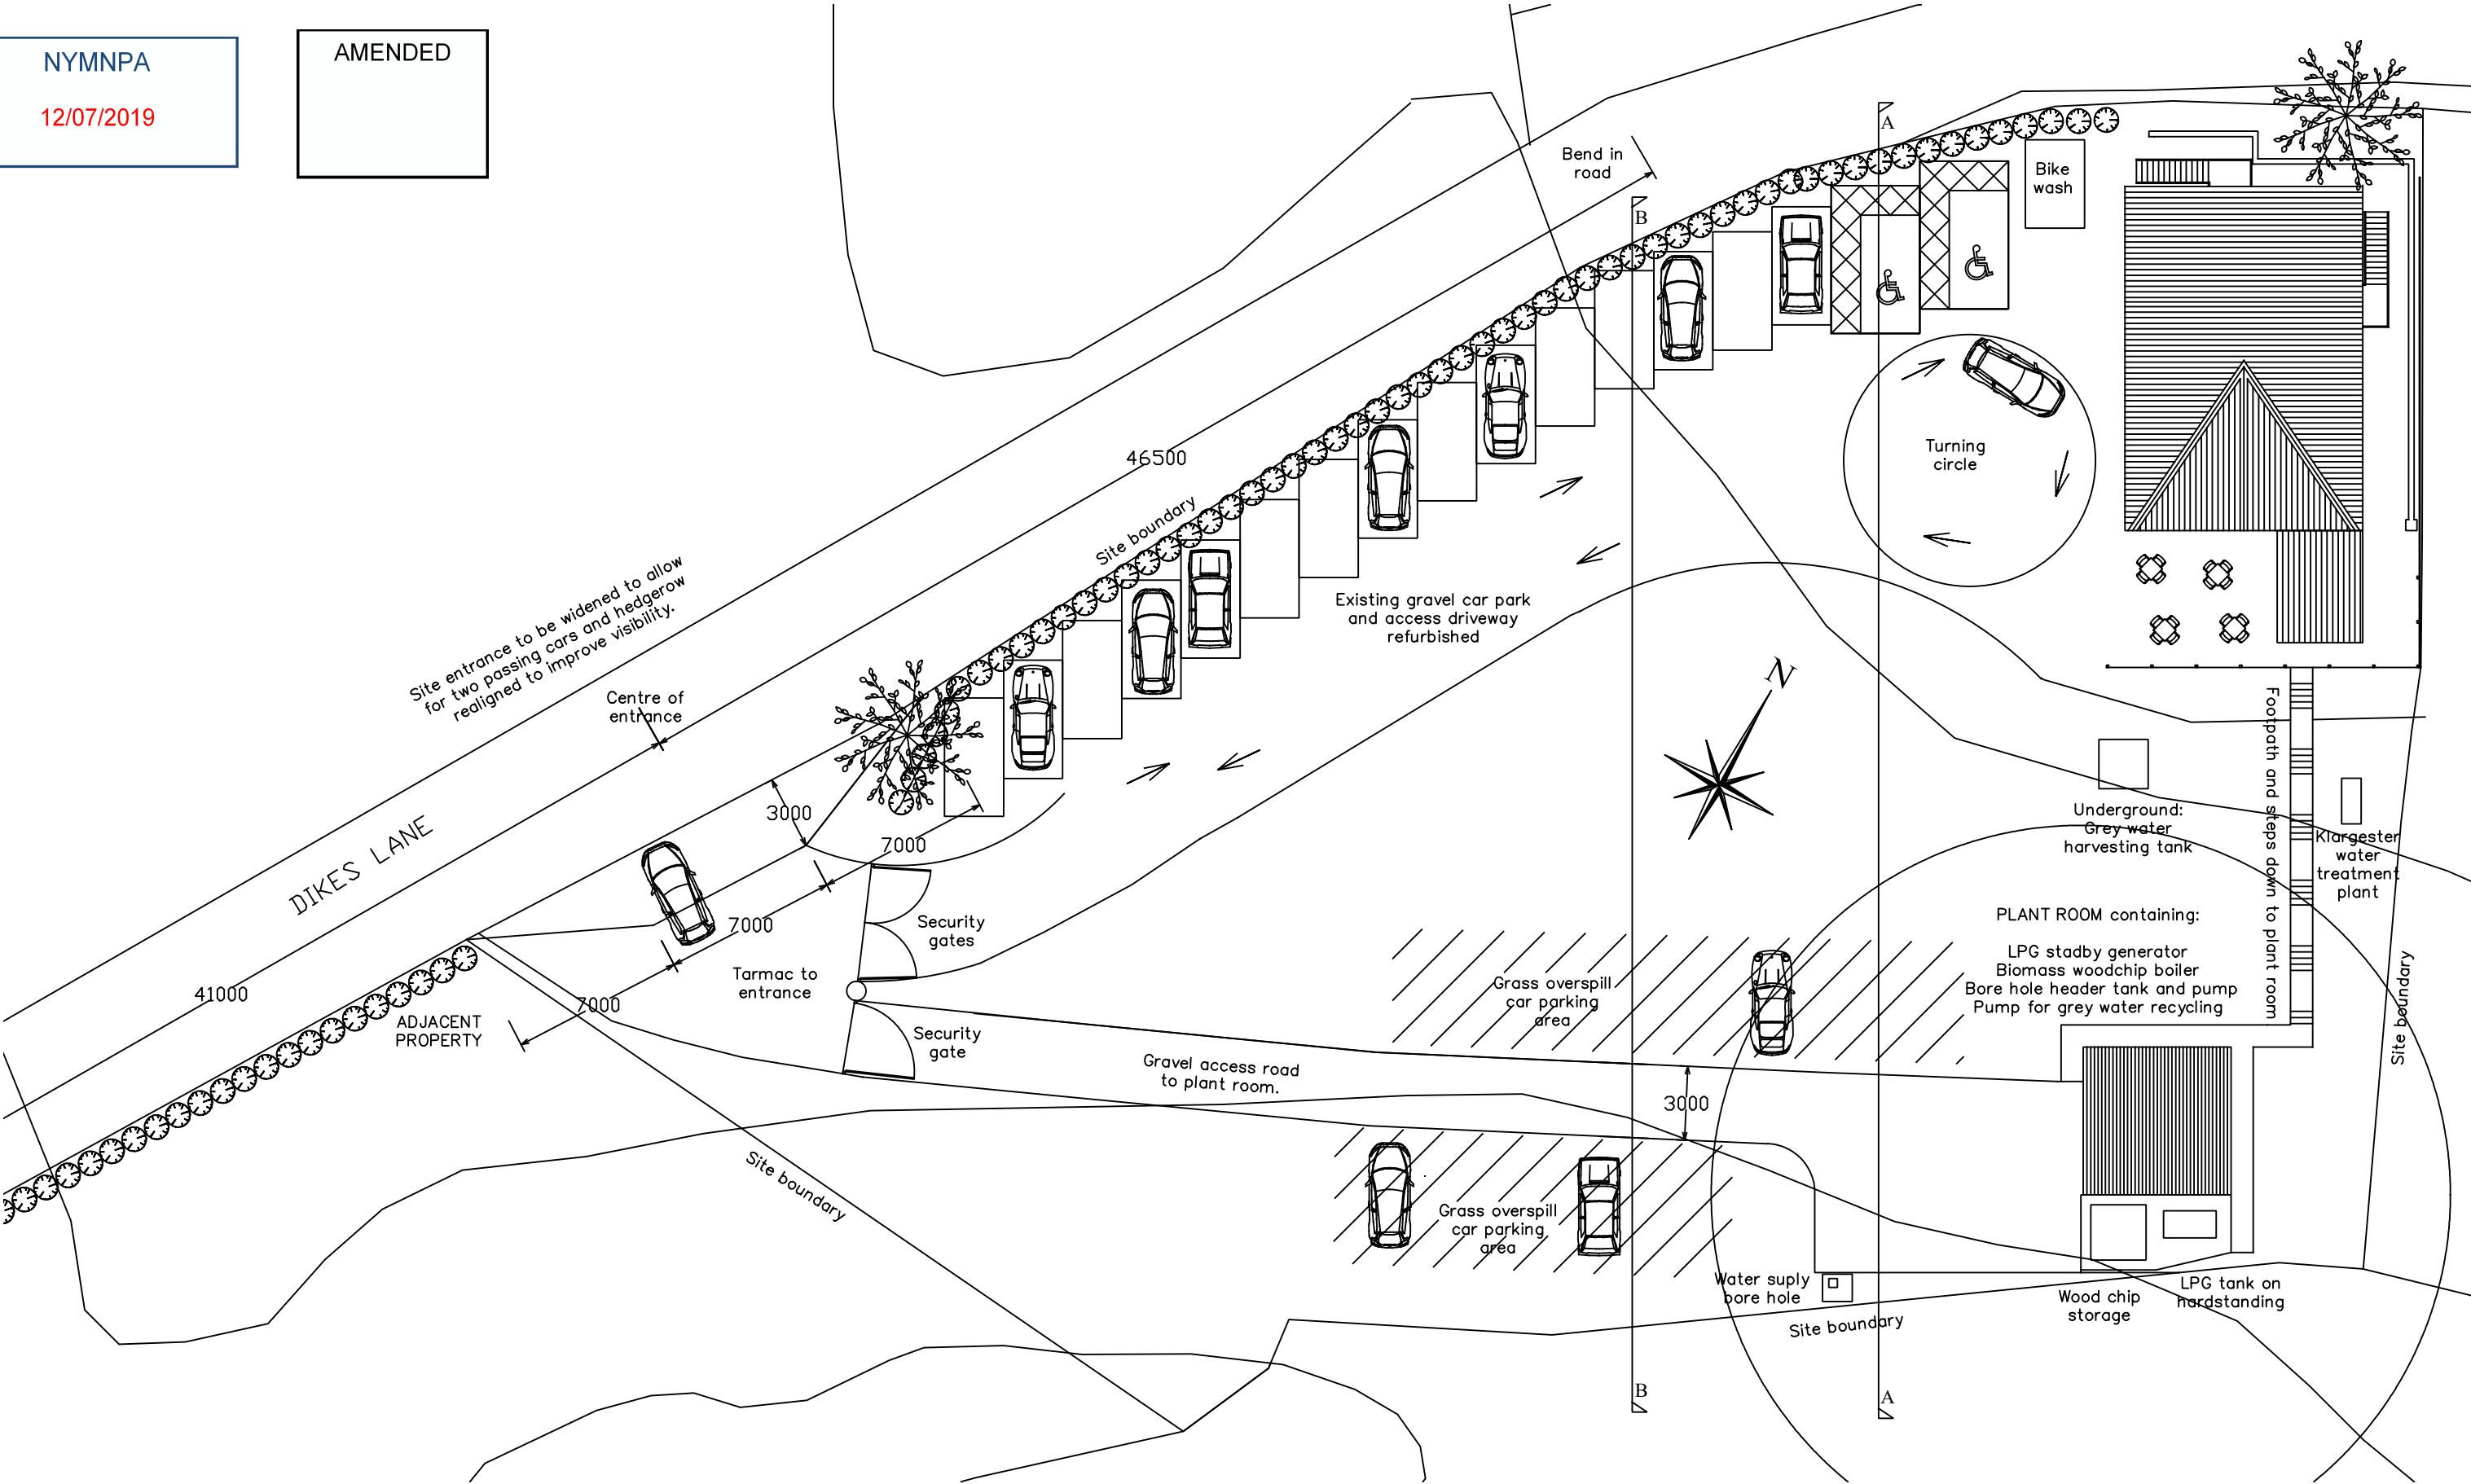 NYMNPA
12/07/2019
AMENDED
Bend in
road
A
B
Bike
wash
46500
Site boundary
Turning
circle
Site entrance to be widened to allow
for two passing cars and hedgerow
realigned to improve visibility.
Existing gravel car park
and access driveway
refurbished
N
Centre of
entrance
3000
7000
DIKES LANE
Underground:
Grey water
harvesting tank
Footpath and steps down to plant room
Klargester
water
treatment
plant
7000
Security
gates
PLANT ROOM containing:
LPG stadby generator
Biomass woodchip boiler
Bore hole header tank and pump
Pump for grey water recycling
Tarmac to
entrance
Grass overspill
car parking
area
41000
7000
ADJACENT
PROPERTY
Security
gate
Site boundary
Gravel access road
to plant room.
3000
Site boundary
Grass overspill
car parking
area
Water suply
bore hole
Wood chip
storage
LPG tank on
hardstanding
Site boundary
B
A